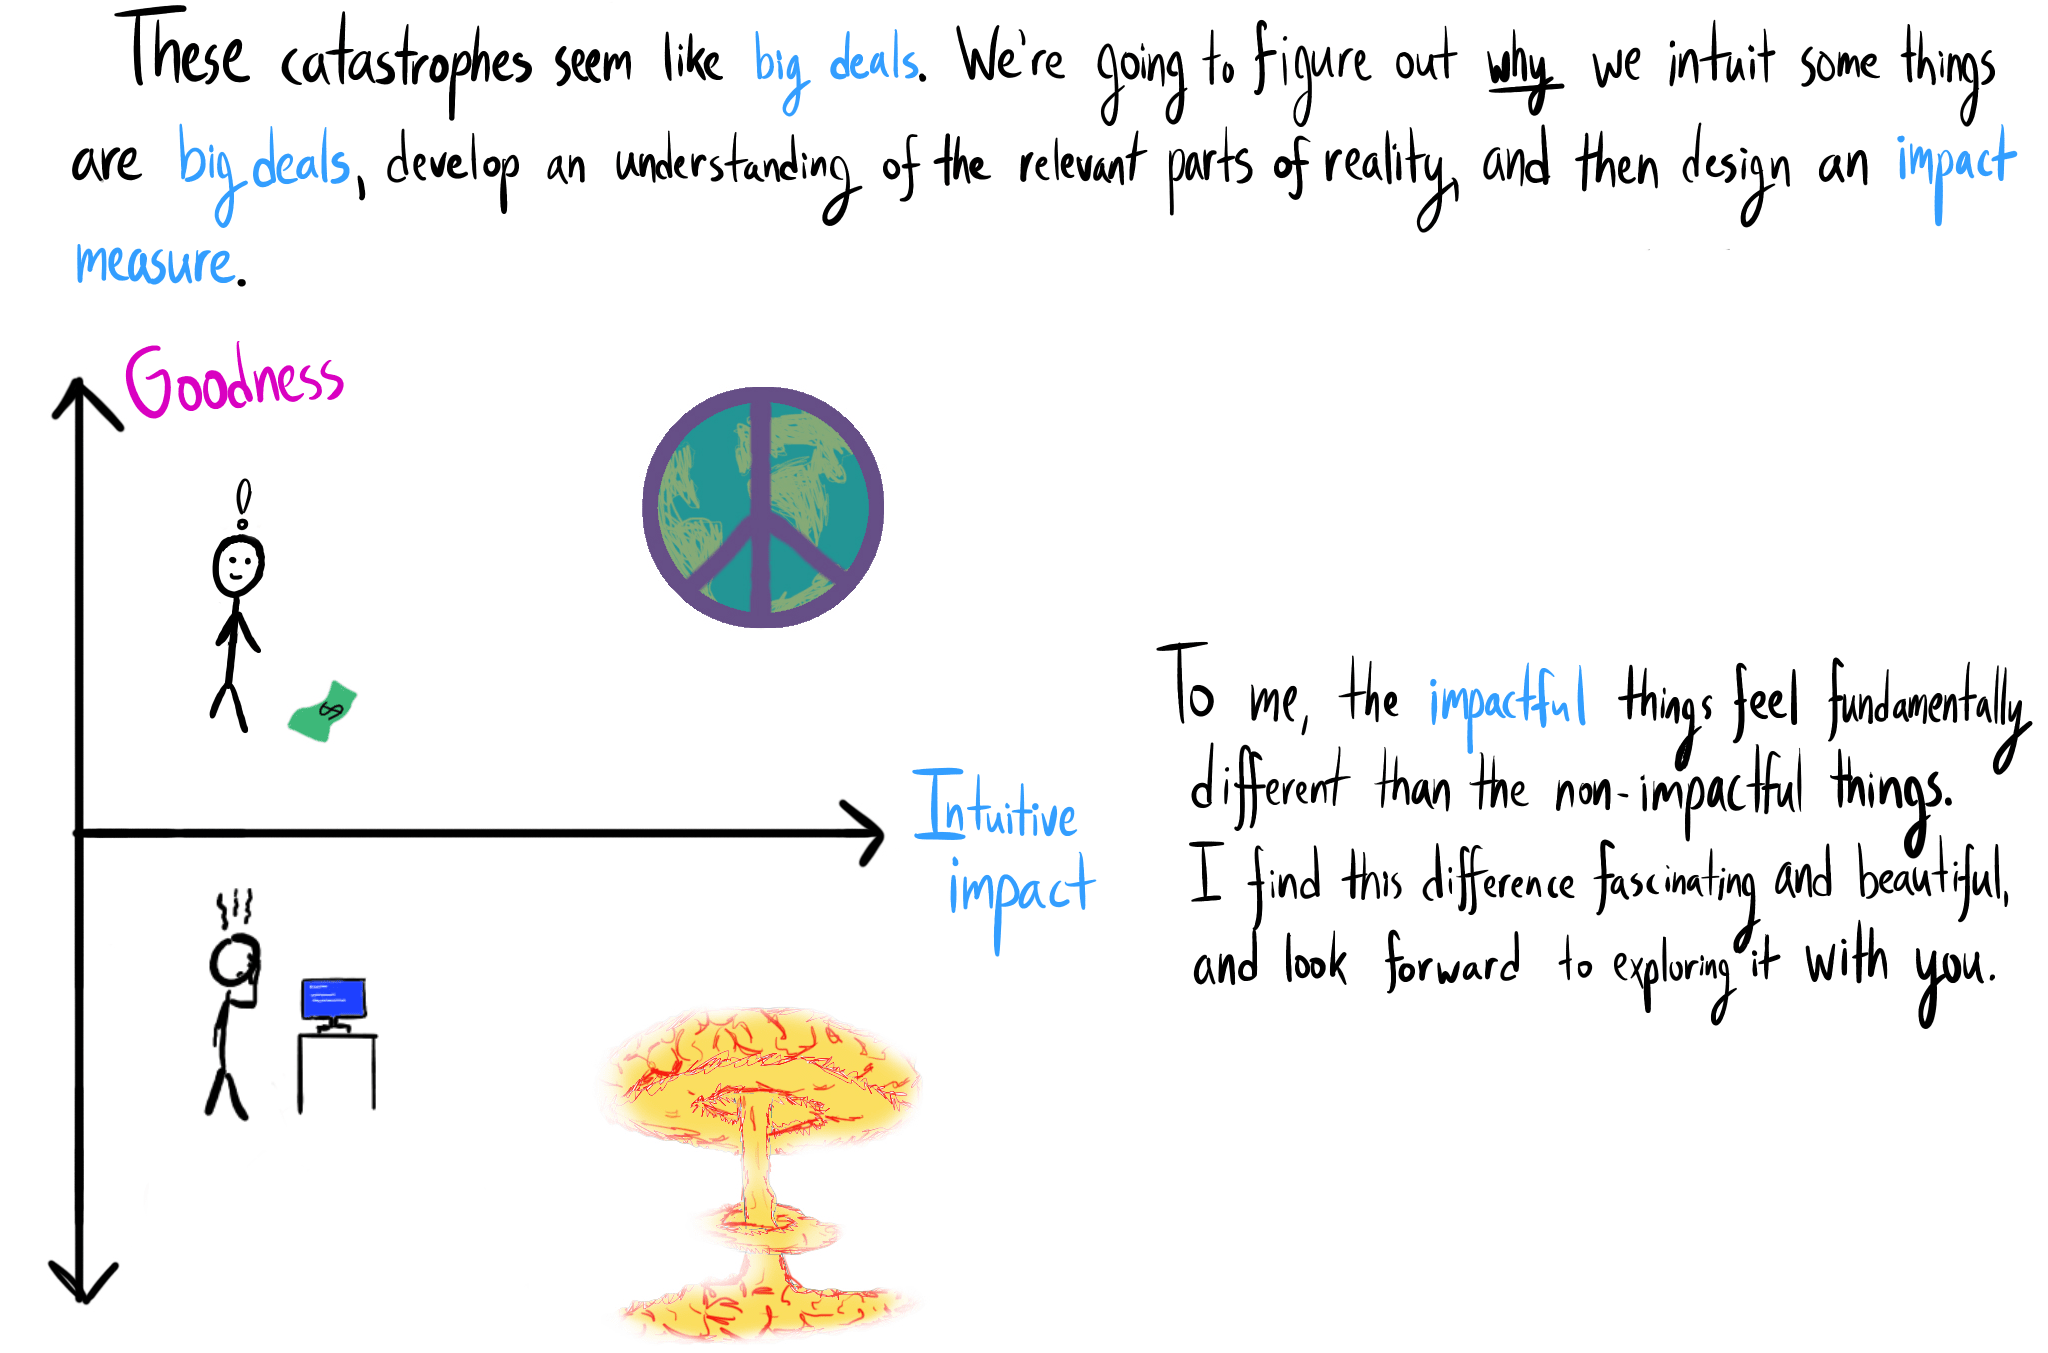 These catastrophes seem like big deals. We're going to figure out why we intuit some things
are big deals, develop an understanding of the relevant parts of reality, and then design an impact
measure.
Goodness
!
$
Intuitive
impact
To me, the impactful things feel fundamentally
different than the non-impactful things.
I find this difference fascinating and beautiful,
and look forward to exploring it with you.